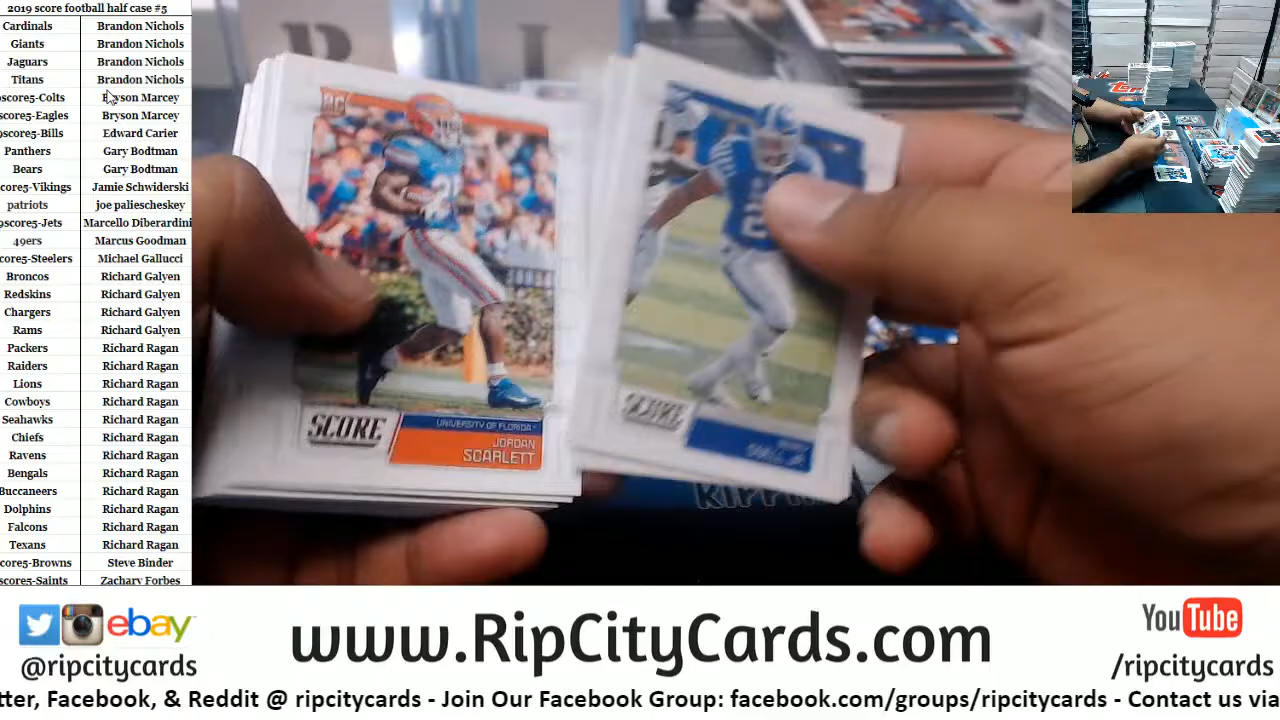 2019 score football half case #5
Cardinals Brandon Nichols
Giants Brandon Nichols
Jaguars Brandon Nichols
Titans Brandon Nichols
score5-Colts Bryson Marcey
score5-Eagles Bryson Marcey
9score5-Bills Edward Carier
Panthers Gary Bodtman
Bears Gary Bodtman
core5-Vikings Jamie Schwiderski
patriots joe paliescheskey
9score5-Jets Marcello Diberardini
49ers Marcus Goodman
core5-Steelers Michael Gallucci
Broncos Richard Galyen
Redskins Richard Galyen
Chargers Richard Galyen
Rams Richard Galyen
Packers Richard Ragan
Raiders Richard Ragan
Lions Richard Ragan
Cowboys Richard Ragan
Seahawks Richard Ragan
Chiefs Richard Ragan
Ravens Richard Ragan
Bengals Richard Ragan
Buccaneers Richard Ragan
Dolphins Richard Ragan
Falcons Richard Ragan
Texans Richard Ragan
core5-Browns Steve Binder
score5-Saints Zachary Forbes
RC
SCORE
UNIVERSITY OF FLORIDA
JORDAN
SCARLETT
SCORE
ebay
@ripcitycards
www.RipCityCards.com
YouTube
/ripcitycards
tter, Facebook, & Reddit @ ripcitycards - Join Our Facebook Group: facebook.com/groups/ripcitycards - Contact us via